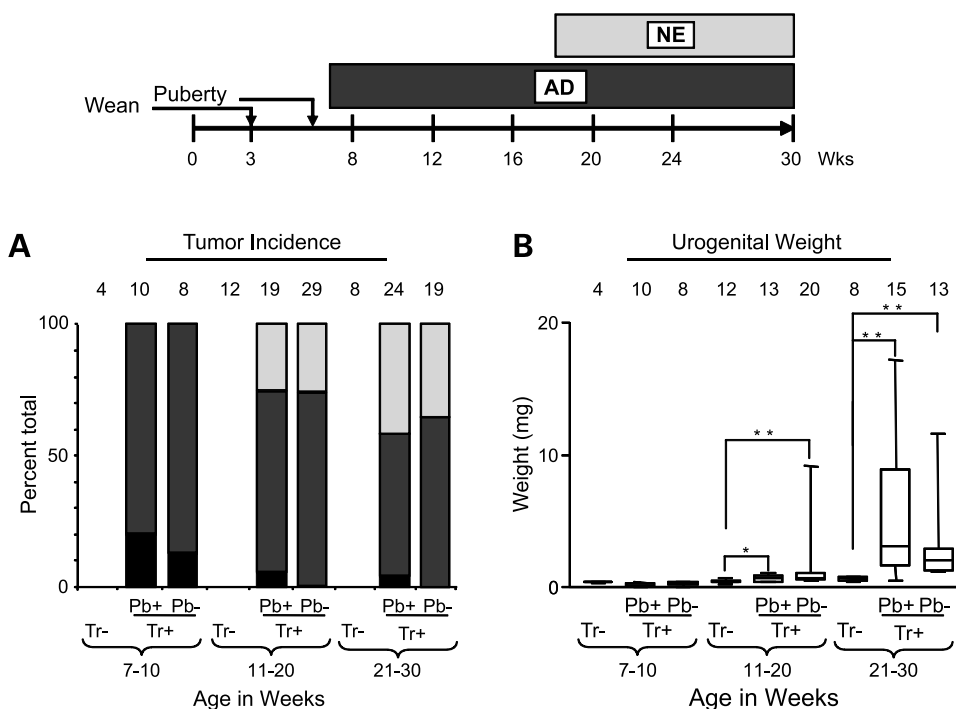 NE
AD
Wean Puberty
0 3 8 12 16 20 24 30 Wks
A Tumor Incidence
4 10 8 12 19 29 8 24 19
100
50
0
Percent total
Pb+ Pb- Pb+ Pb- Pb+ Pb-
Tr- Tr+ Tr- Tr+ Tr- Tr+
7-10 11-20 21-30
Age in Weeks
B Urogenital Weight
4 10 8 12 13 20 8 15 13
20
10
0
Weight (mg)
* *
* *
* *
*
Pb+ Pb- Pb+ Pb- Pb+ Pb-
Tr- Tr+ Tr- Tr+ Tr- Tr+
7-10 11-20 21-30
Age in Weeks